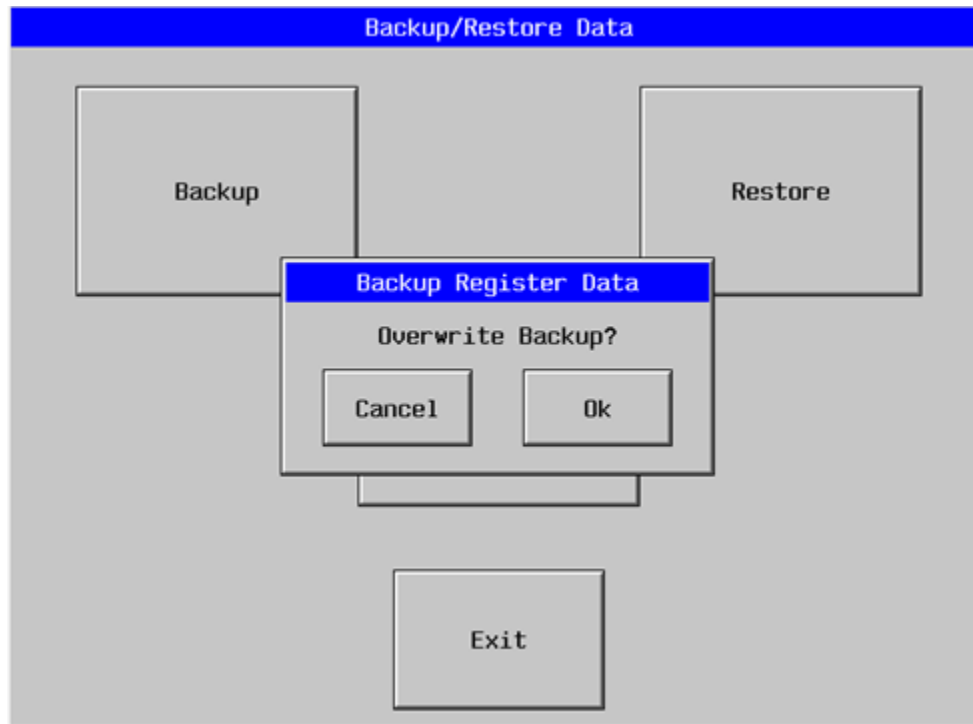 Backup/Restore Data
Backup
Restore
Backup Register Data
Overwrite Backup?
Cancel
Ok
Exit